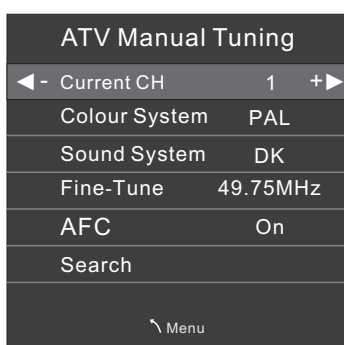 ATV Manual Tuning
◀ - Current CH 1 + ▶
Colour System PAL
Sound System DK
Fine-Tune 49.75MHz
AFC On
Search
Menu